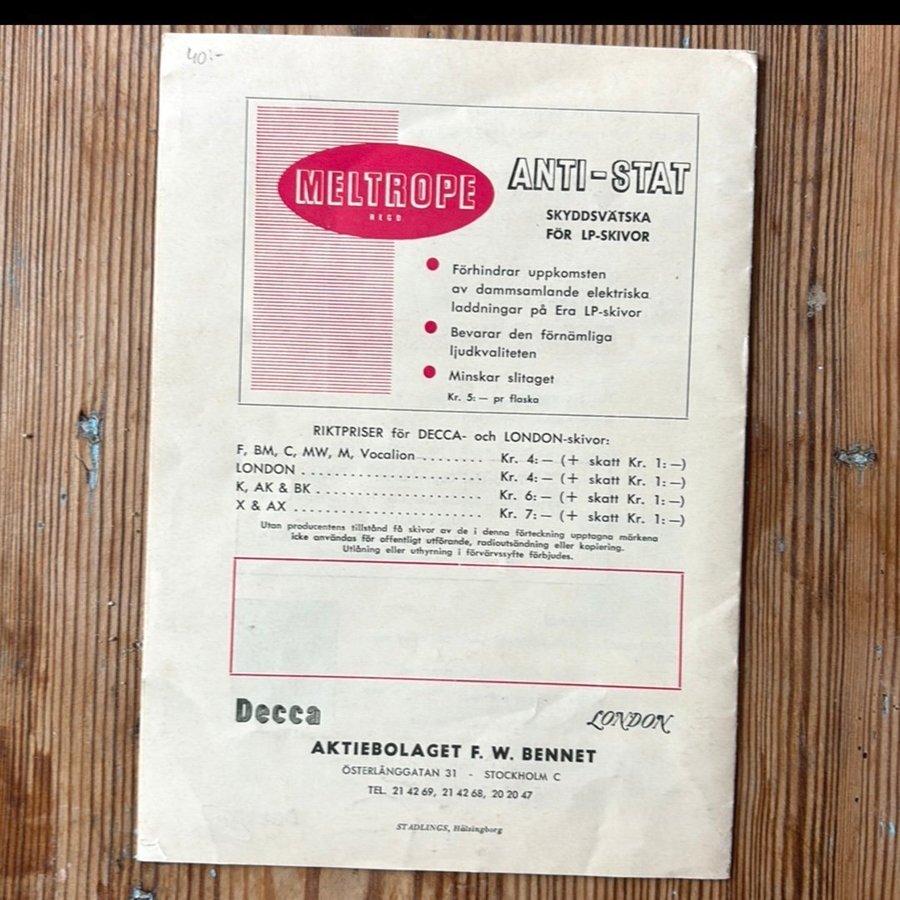 40:-
MELTROPE
REGD
ANTI-STAT
SKYDDSVÄTSKA
FÖR LP-SKIVOR
Förhindrar uppkomsten
av dammsamlande elektriska
laddningar på Era LP-skivor
Bevarar den förnämliga
ljudkvaliteten
Minskar slitaget
Kr. 5: — pr flaska
RIKTPRISER för DECCA- och LONDON-skivor:
F, BM, C, MW, M, Vocalion ........ Kr. 4: — (+ skatt Kr. 1: —)
LONDON ........................ Kr. 4: — (+ skatt Kr. 1: —)
K, AK & BK ...................... Kr. 6: — (+ skatt Kr. 1: —)
X & AX .......................... Kr. 7: — (+ skatt Kr. 1: —)
Utan producentens tillstånd få skivor av de i denna förteckning upptagna märkena
icke användas för offentligt utförande, radioutsändning eller kopiering.
Utlåning eller uthyrning i förvärvssyfte förbjudes.
Decca
LONDON
AKTIEBOLAGET F. W. BENNET
ÖSTERLÅNGGATAN 31 - STOCKHOLM C
TEL. 21 42 69, 21 42 68, 20 20 47
STADLINGS, Hälsingborg